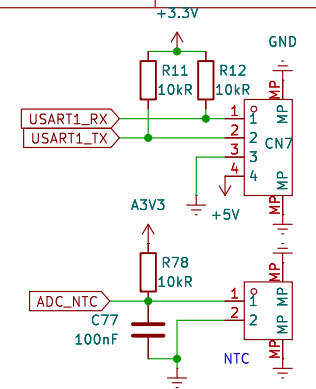 +3.3V
GND
R11 R12
10kR 10kR
MP
USART1_RX 1 1
USART1_TX 2 2 CN7
3 3
4 4 MP
+5V
MP
A3V3
MP
R78
10kR
ADC_NTC 1 1 MP
C77 2 2 MP
100nF
NTC MP